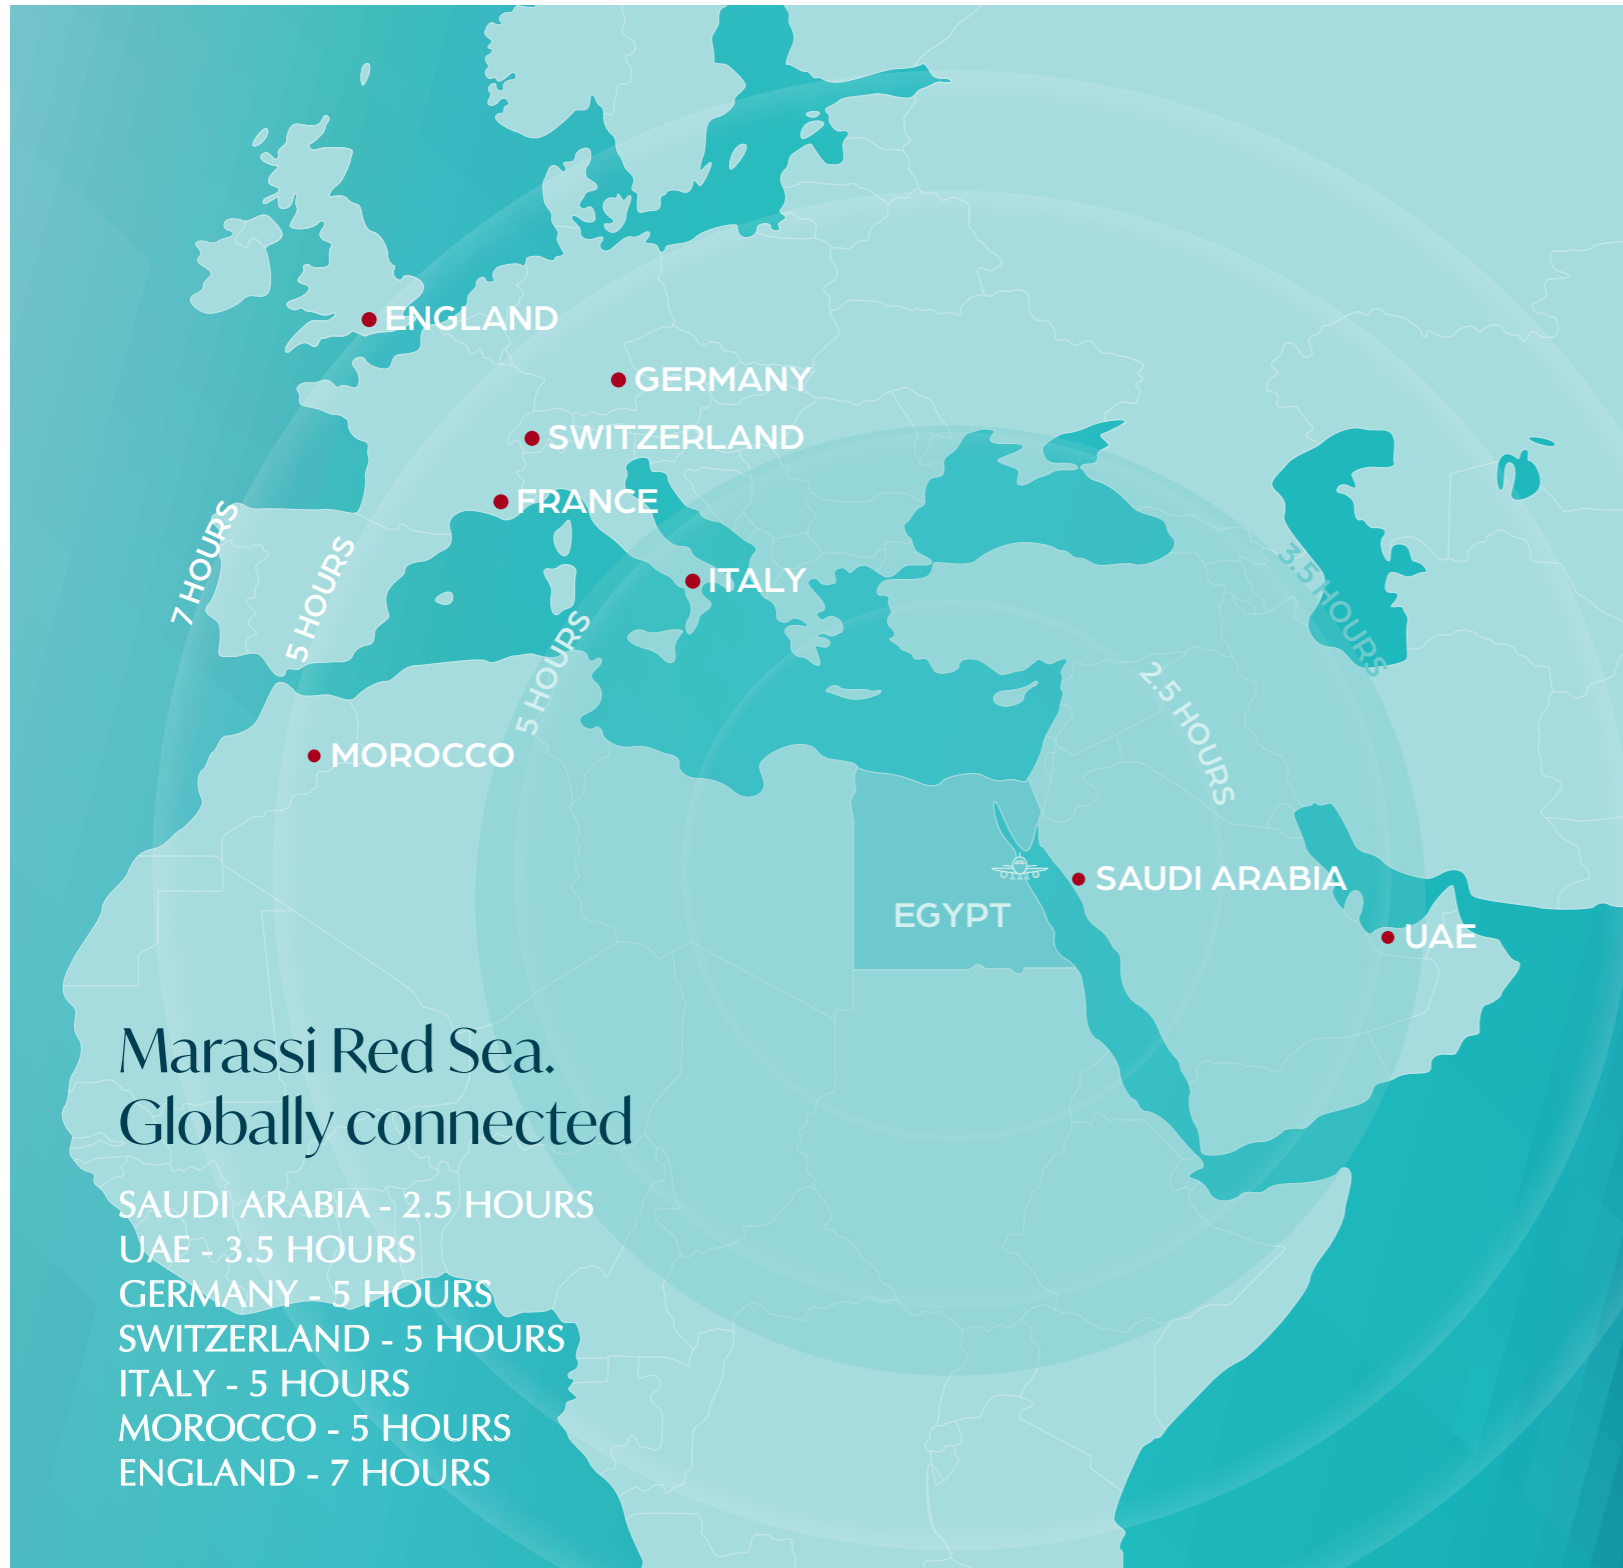 ENGLAND
GERMANY
SWITZERLAND
FRANCE
7 HOURS
5 HOURS
ITALY
3.5 HOURS
5 HOURS
2.5 HOURS
MOROCCO
SAUDI ARABIA
EGYPT
UAE
Marassi Red Sea.
Globally connected
SAUDI ARABIA - 2.5 HOURS
UAE - 3.5 HOURS
GERMANY - 5 HOURS
SWITZERLAND - 5 HOURS
ITALY - 5 HOURS
MOROCCO - 5 HOURS
ENGLAND - 7 HOURS